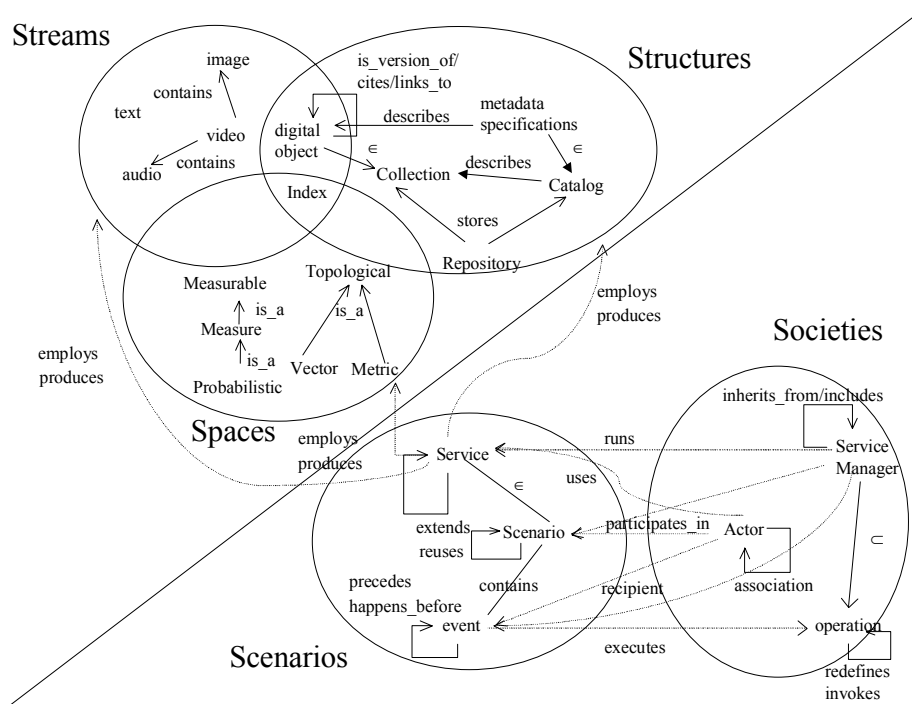 Streams
Structures
image
is_version_of/
cites/links_to
contains
text
metadata
specifications
describes
video
digital
object
∈
∈
contains
audio
describes
Collection
Catalog
Index
stores
Repository
Topological
Measurable
is_a
is_a
Measure
is_a
Vector
Metric
Probabilistic
employs
produces
employs
produces
Spaces
employs
produces
Societies
inherits_from/includes
Service
Manager
runs
Service
uses
∈
extends
reuses
Scenario
participates_in
Actor
⊂
association
contains
recipient
precedes
happens_before
event
operation
executes
Scenarios
redefines
invokes